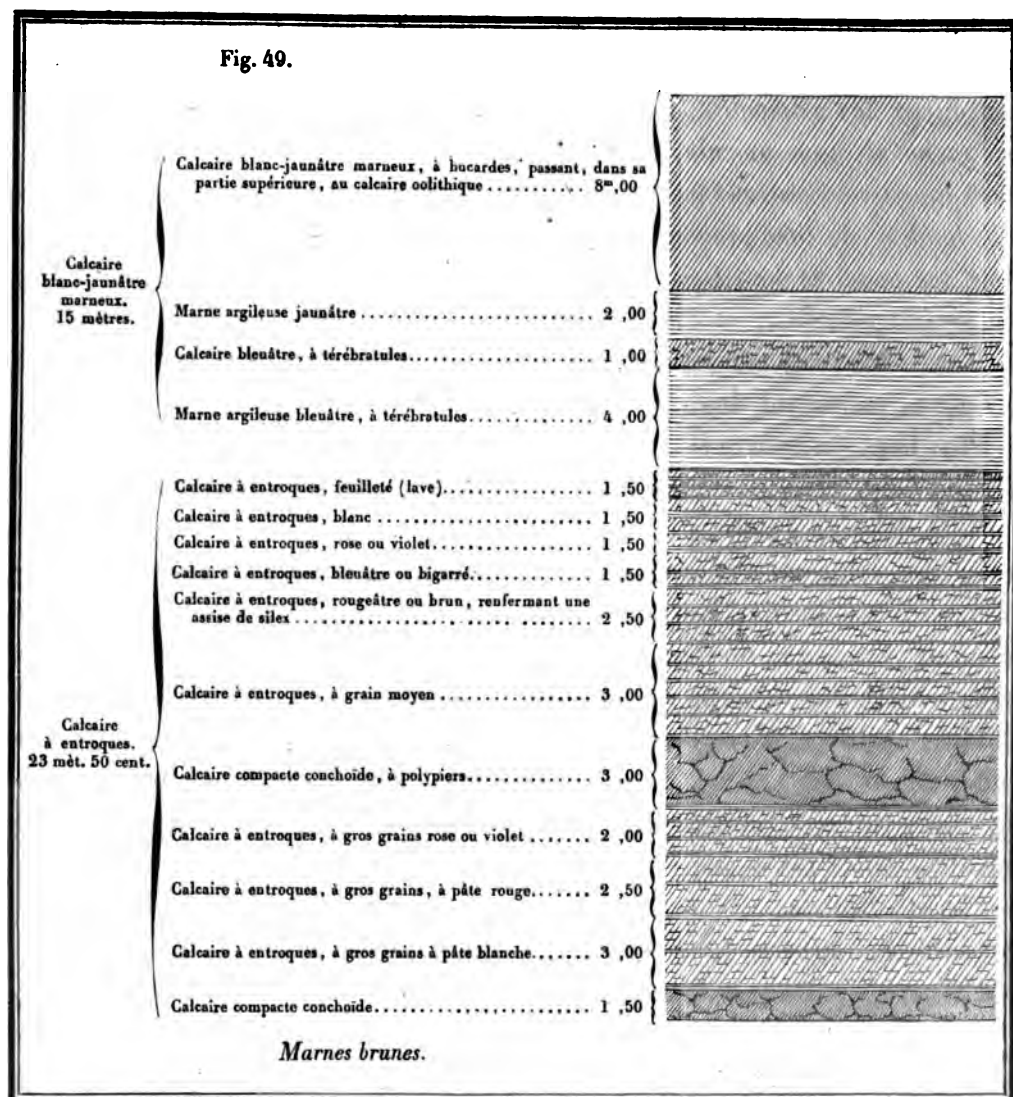 Fig. 49.
Calcaire
blanc-jaunâtre
marneux.
15 mètres.
Calcaire blanc-jaunâtre marneux, à bucardes, passant, dans sa
partie supérieure, au calcaire oolithique ........... 8ᵐ,00
Marne argileuse jaunâtre ......................... 2 ,00
Calcaire bleuâtre, à térébratules.................... 1 ,00
Marne argileuse bleuâtre, à térébratules............. 4 ,00
Calcaire
à entroques.
23 mèt. 50 cent.
Calcaire à entroques, feuilleté (lave)................ 1 ,50
Calcaire à entroques, blanc ....................... 1 ,50
Calcaire à entroques, rose ou violet................. 1 ,50
Calcaire à entroques, bleuâtre ou bigarré............. 1 ,50
Calcaire à entroques, rougeâtre ou brun, renfermant une
assise de silex ............................... 2 ,50
Calcaire à entroques, à grain moyen ................ 3 ,00
Calcaire compacte conchoïde, à polypiers............. 3 ,00
Calcaire à entroques, à gros grains rose ou violet ....... 2 ,00
Calcaire à entroques, à gros grains, à pâte rouge....... 2 ,50
Calcaire à entroques, à gros grains à pâte blanche....... 3 ,00
Calcaire compacte conchoïde........................ 1 ,50
Marnes brunes.